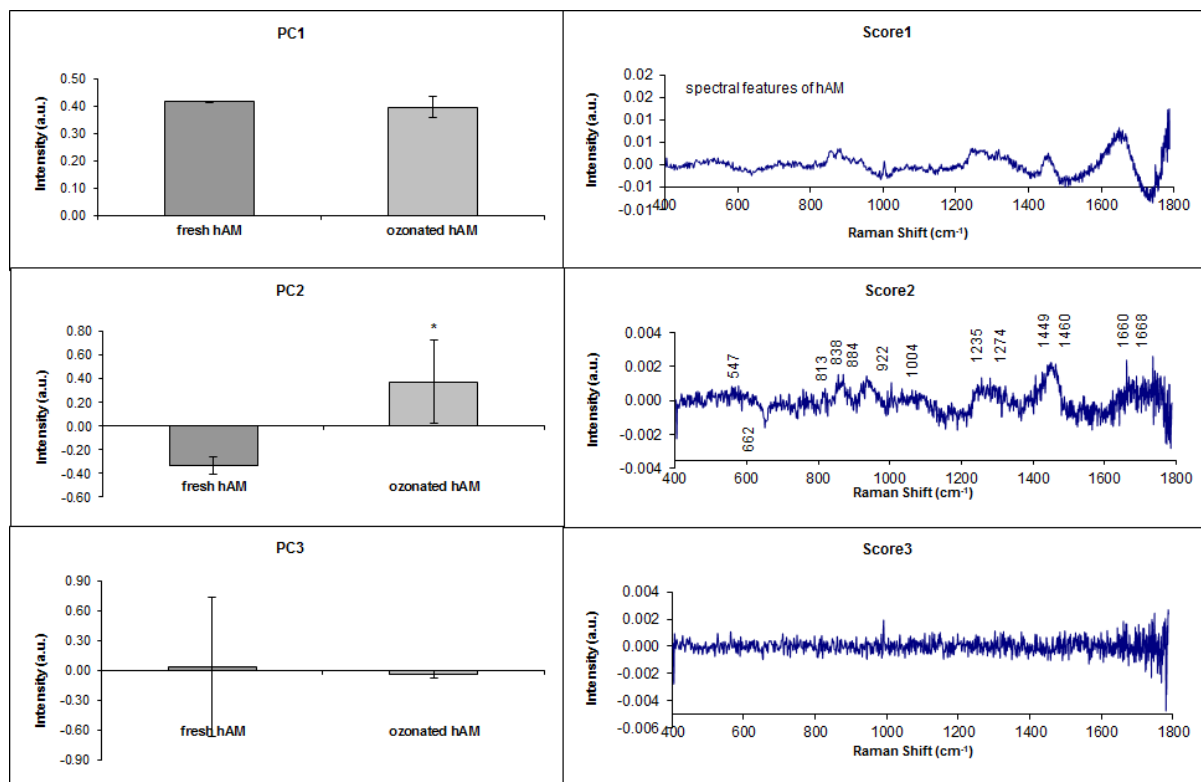 PC1
Intensity (a.u.)
0.50
0.40
0.30
0.20
0.10
0.00
fresh hAM
ozonated hAM
Score1
spectral features of hAM
Intensity (a.u.)
0.02
0.02
0.01
0.01
0.00
-0.01
-0.01
400 600 800 1000 1200 1400 1600 1800
Raman Shift (cm⁻¹)
PC2
Intensity (a.u.)
0.80
0.60
0.40
0.20
0.00
-0.20
-0.40
-0.60
*
fresh hAM
ozonated hAM
Score2
Intensity (a.u.)
0.004
0.002
0.000
-0.002
-0.004
547
662
813
838
884
922
1004
1235
1274
1449
1460
1660
1668
400 600 800 1000 1200 1400 1600 1800
Raman Shift (cm⁻¹)
PC3
Intensity (a.u.)
0.90
0.60
0.30
0.00
-0.30
-0.60
-0.90
fresh hAM
ozonated hAM
Score3
Intensity (a.u.)
0.004
0.002
0.000
-0.002
-0.004
-0.006
400 600 800 1000 1200 1400 1600 1800
Raman Shift (cm⁻¹)